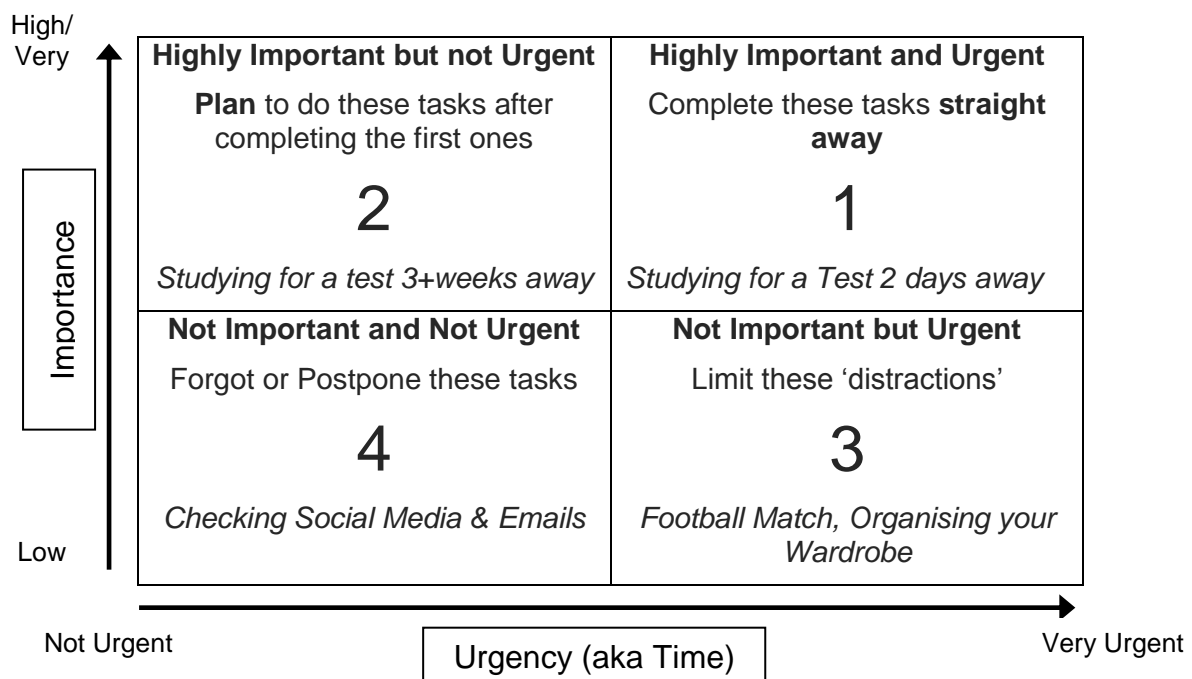 High/
Very
Highly Important but not Urgent
Plan to do these tasks after
completing the first ones
2
Studying for a test 3+weeks away
Highly Important and Urgent
Complete these tasks straight
away
1
Studying for a Test 2 days away
Importance
Not Important and Not Urgent
Forgot or Postpone these tasks
4
Checking Social Media & Emails
Not Important but Urgent
Limit these ‘distractions’
3
Football Match, Organising your
Wardrobe
Low
Not Urgent
Urgency (aka Time)
Very Urgent